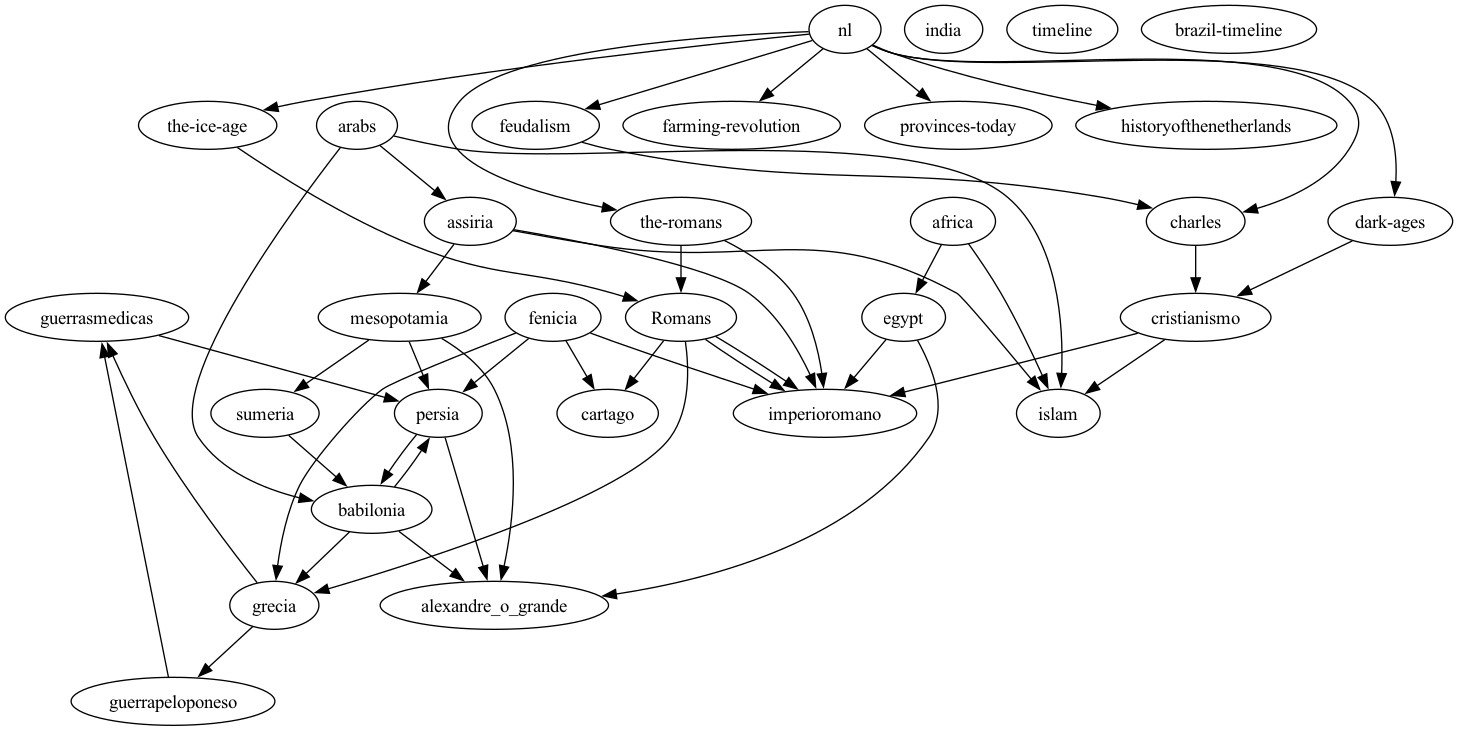 nl
india
timeline
brazil-timeline
the-ice-age
arabs
feudalism
farming-revolution
provinces-today
historyofthenetherlands
assiria
the-romans
africa
charles
dark-ages
guerrasmedicas
mesopotamia
fenicia
Romans
egypt
cristianismo
sumeria
persia
cartago
imperioromano
islam
babilonia
grecia
alexandre_o_grande
guerrapeloponeso